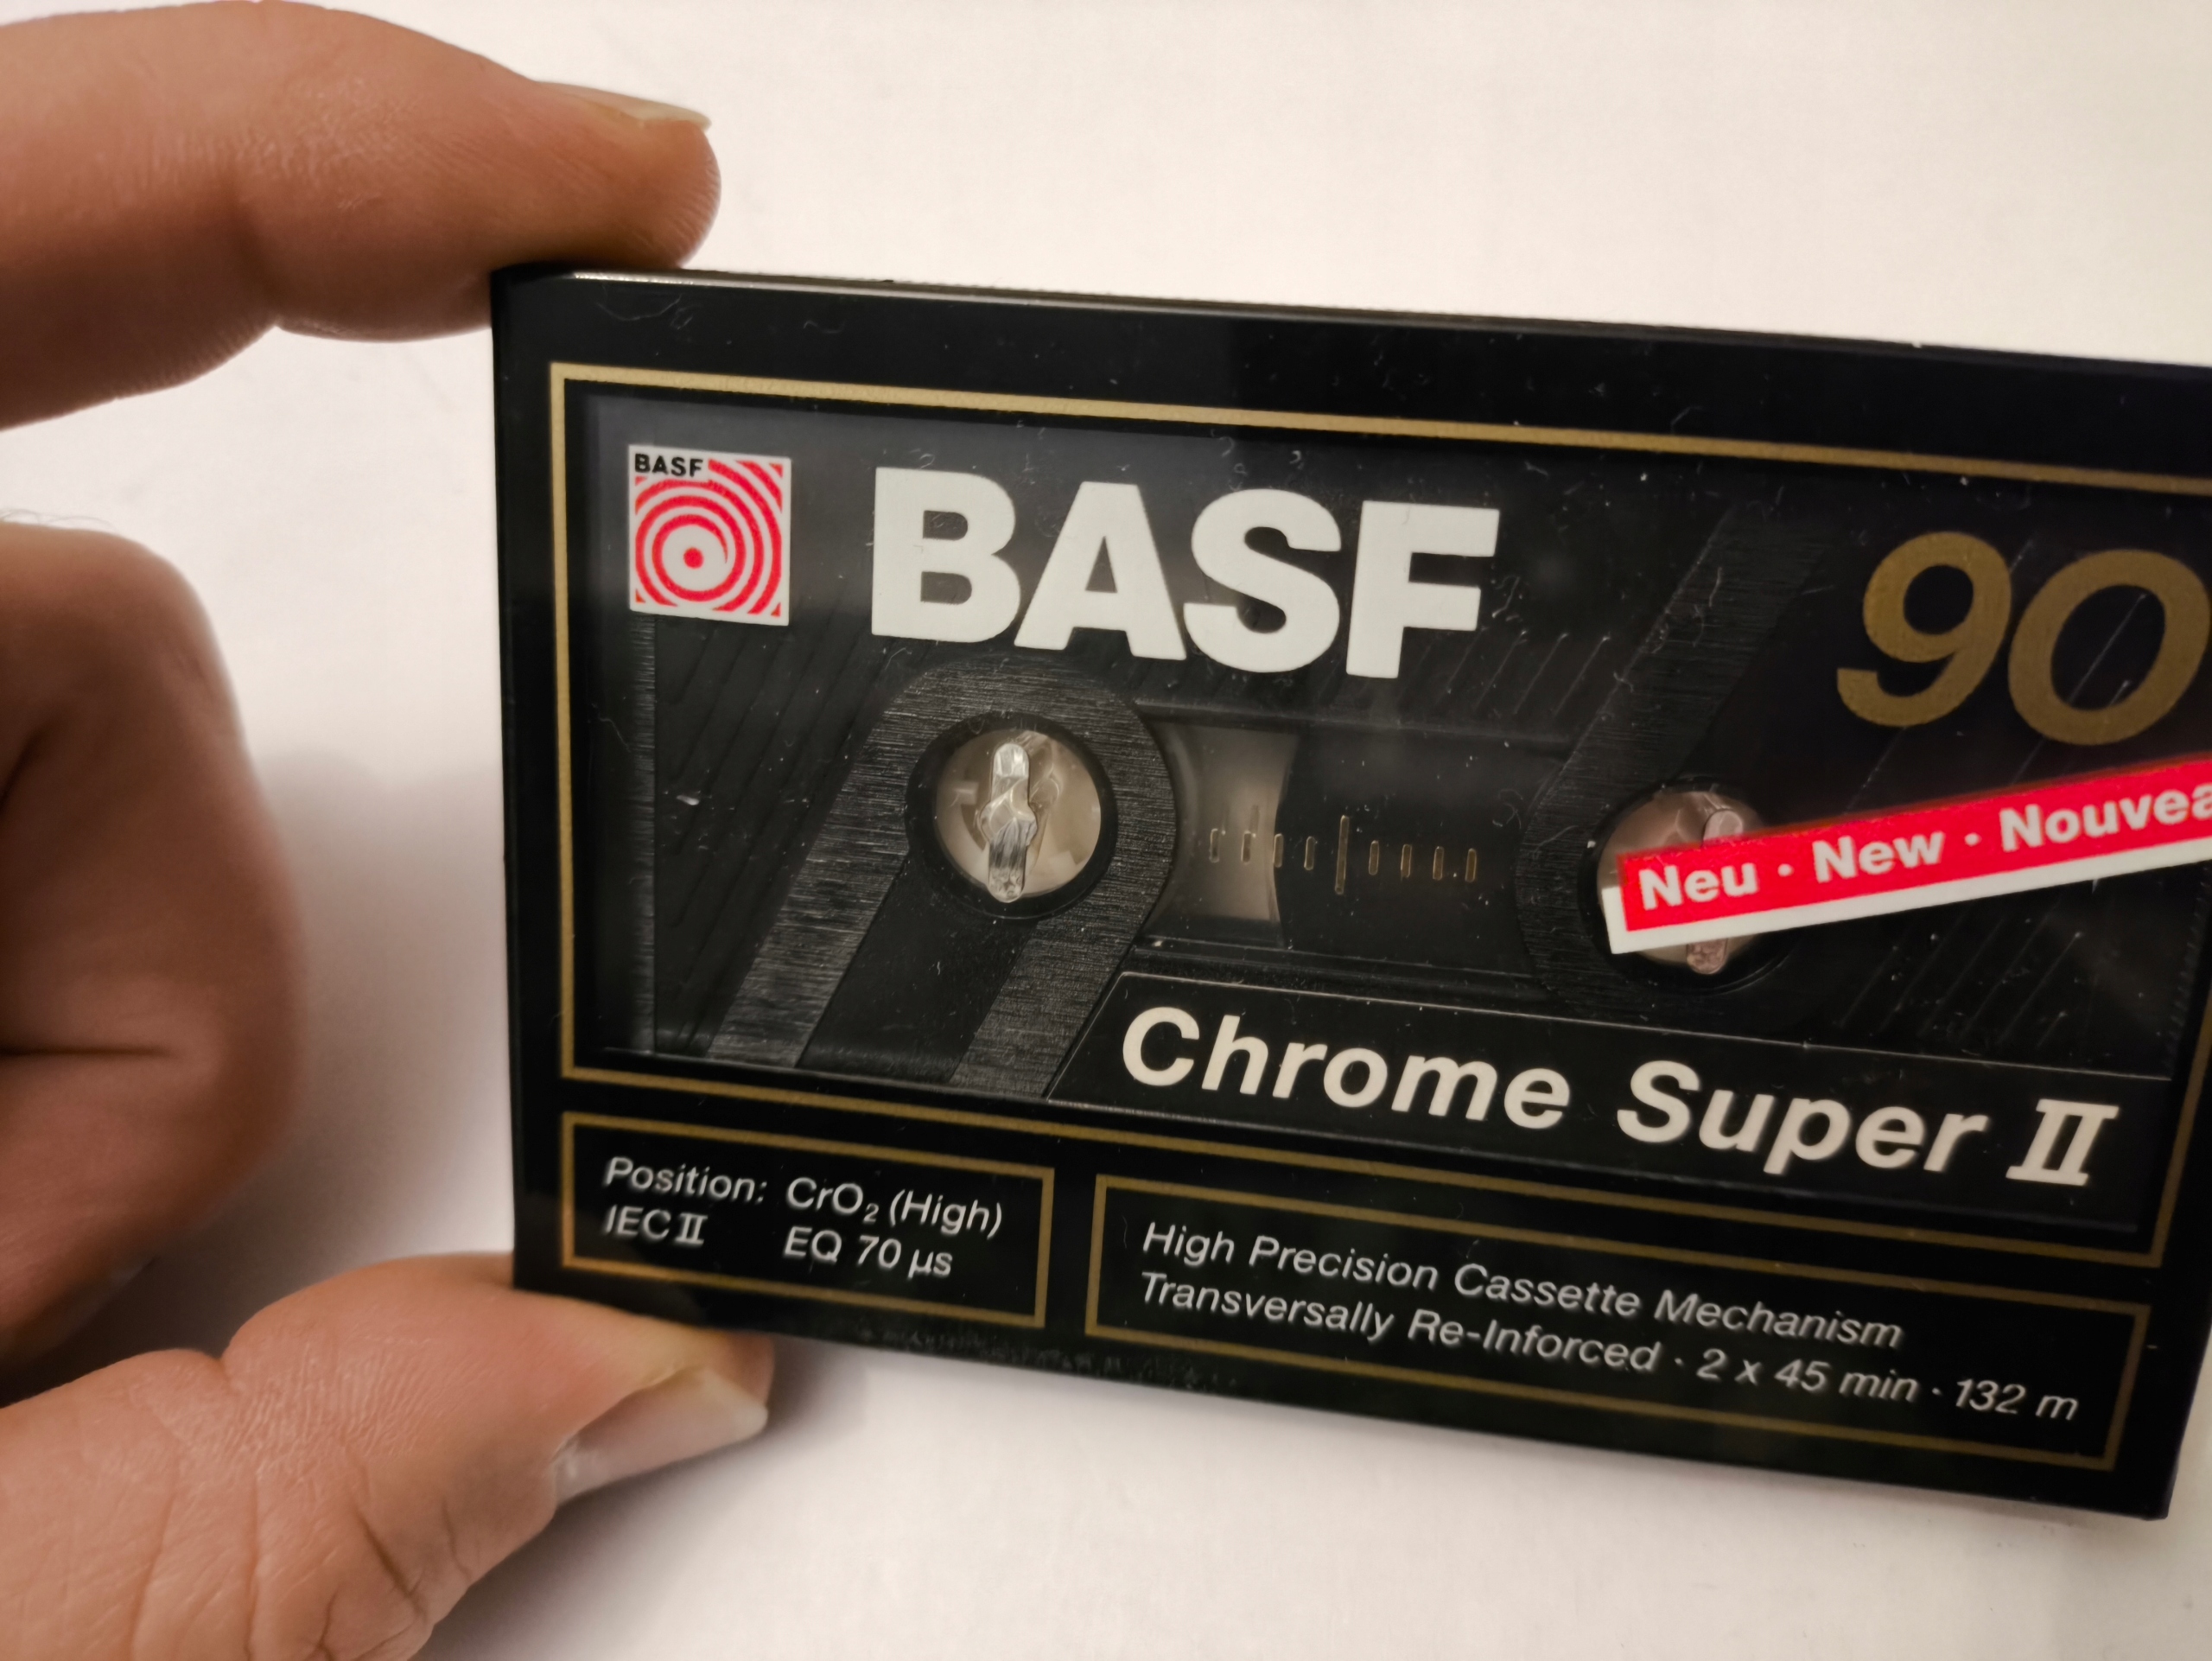 BASF
BASF
90
Neu · New · Nouvea
Chrome Super II
Position: CrO₂ (High)
IEC II EQ 70 µs
High Precision Cassette Mechanism
Transversally Re-Inforced · 2 x 45 min · 132 m